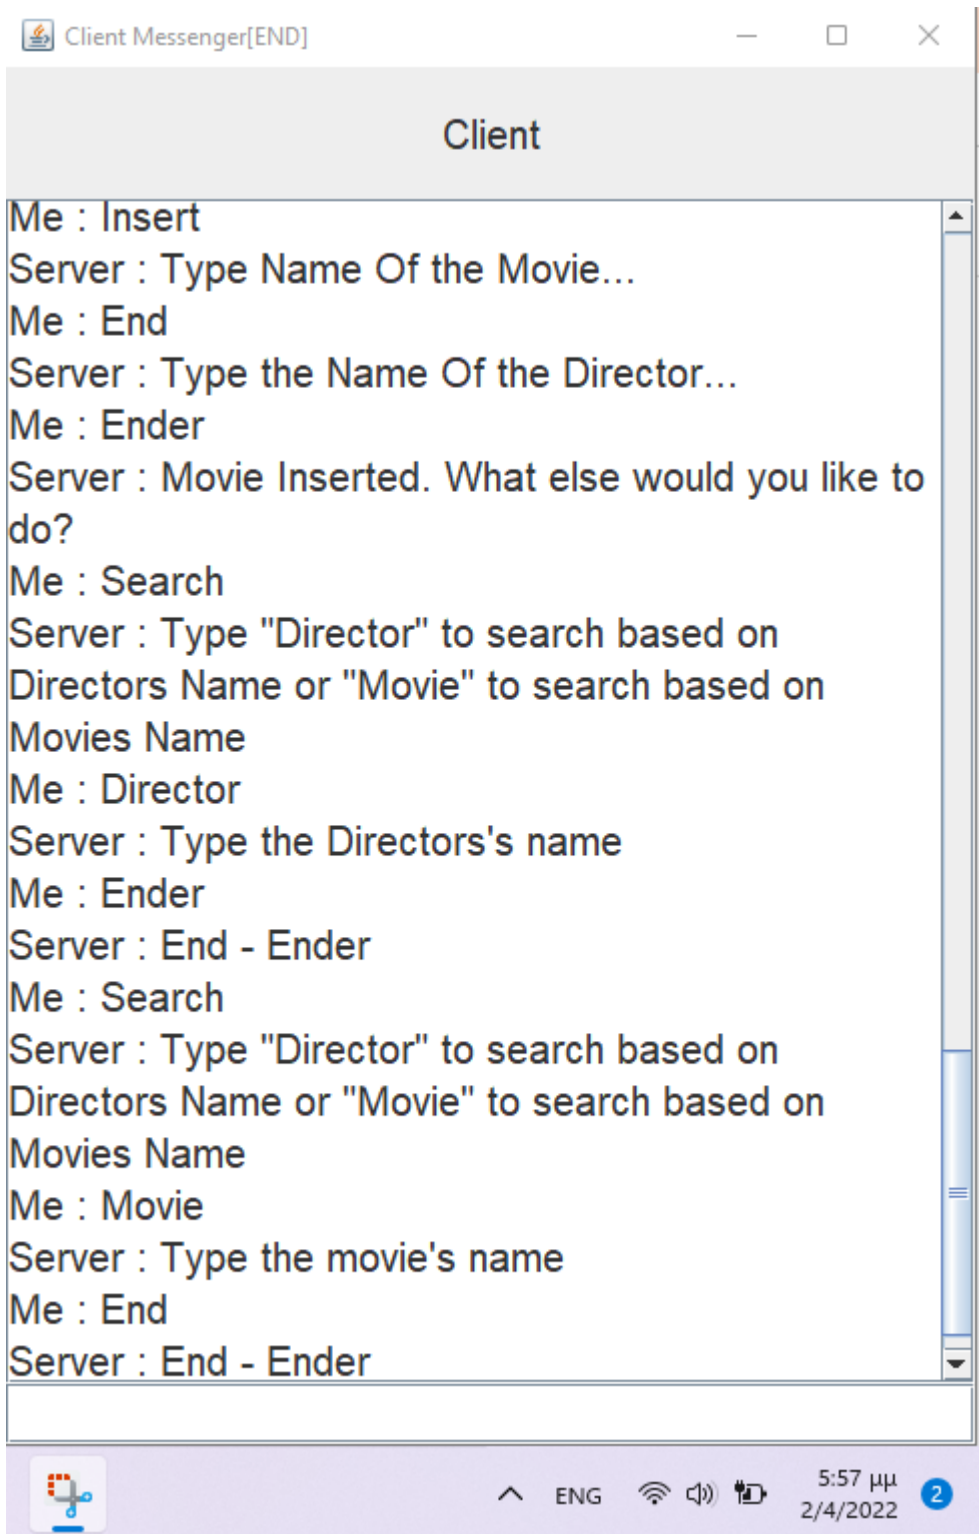 Client Messenger[END]
Client
Me : Insert
Server : Type Name Of the Movie...
Me : End
Server : Type the Name Of the Director...
Me : Ender
Server : Movie Inserted. What else would you like to
do?
Me : Search
Server : Type "Director" to search based on
Directors Name or "Movie" to search based on
Movies Name
Me : Director
Server : Type the Directors's name
Me : Ender
Server : End - Ender
Me : Search
Server : Type "Director" to search based on
Directors Name or "Movie" to search based on
Movies Name
Me : Movie
Server : Type the movie's name
Me : End
Server : End - Ender
ENG
5:57 μμ
2/4/2022
2